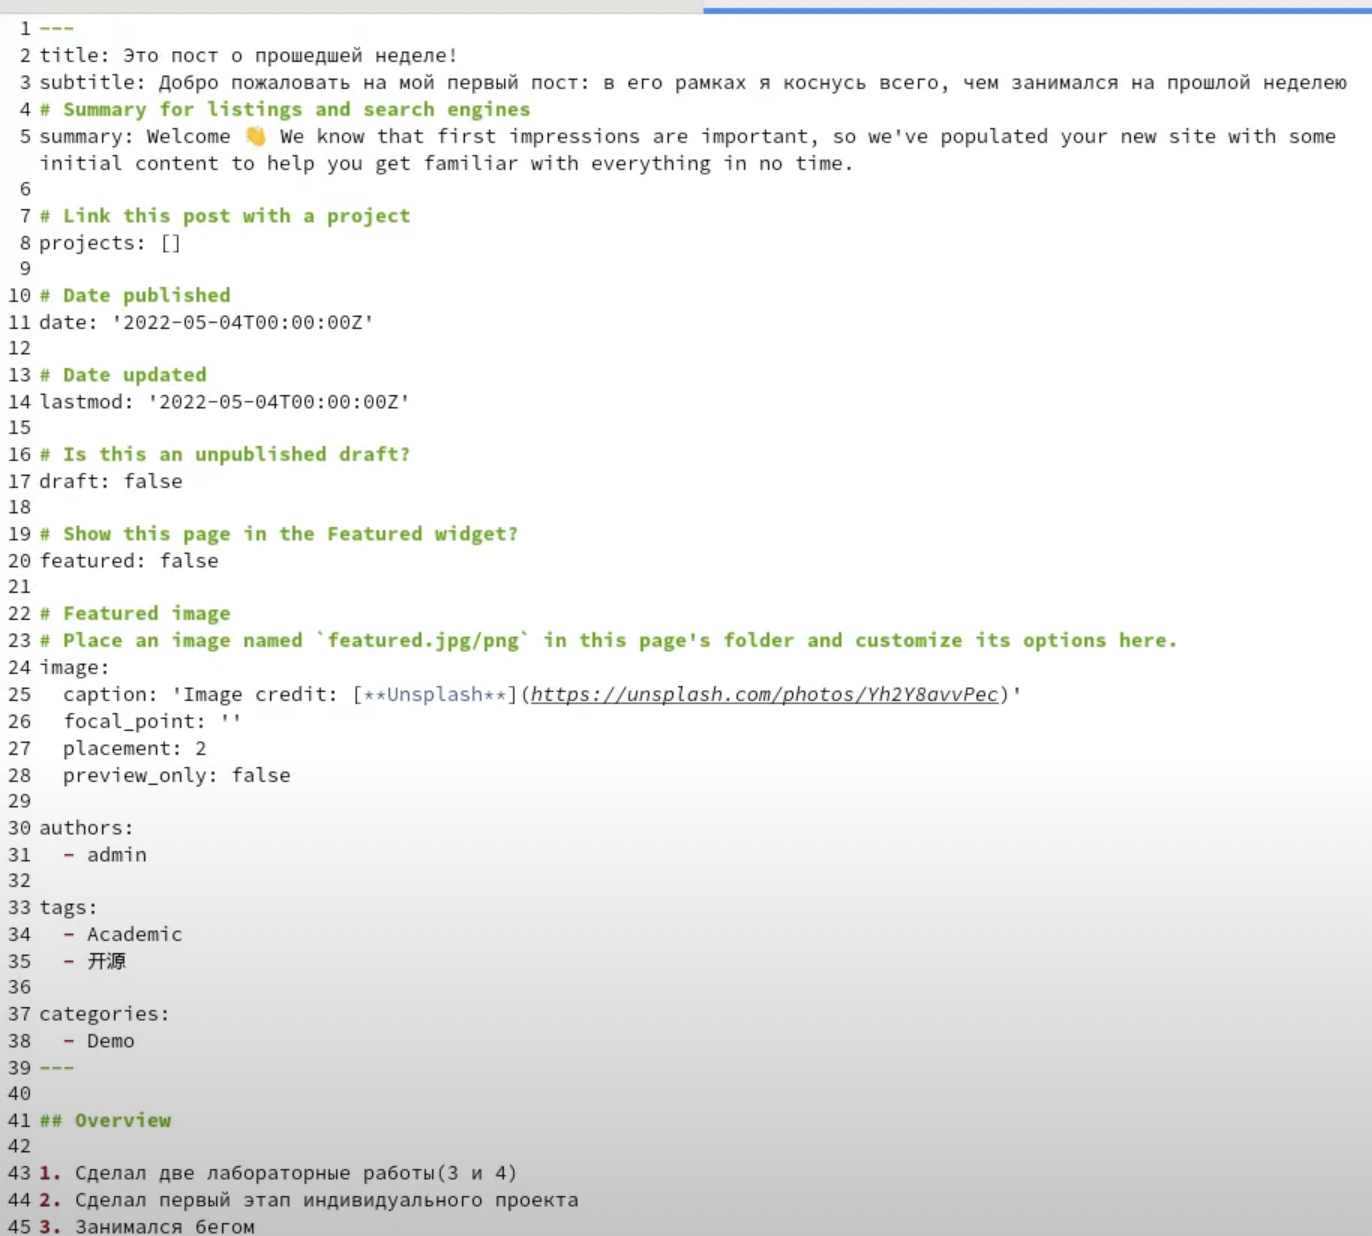 1 ---
2 title: Это пост о прошедшей неделе!
3 subtitle: Добро пожаловать на мой первый пост: в его рамках я коснусь всего, чем занимался на прошлой неделею
4 # Summary for listings and search engines
5 summary: Welcome 👋 We know that first impressions are important, so we've populated your new site with some
initial content to help you get familiar with everything in no time.
6
7 # Link this post with a project
8 projects: []
9
10 # Date published
11 date: '2022-05-04T00:00:00Z'
12
13 # Date updated
14 lastmod: '2022-05-04T00:00:00Z'
15
16 # Is this an unpublished draft?
17 draft: false
18
19 # Show this page in the Featured widget?
20 featured: false
21
22 # Featured image
23 # Place an image named `featured.jpg/png` in this page's folder and customize its options here.
24 image:
25   caption: 'Image credit: [**Unsplash**](https://unsplash.com/photos/Yh2Y8avvPec)'
26   focal_point: ''
27   placement: 2
28   preview_only: false
29
30 authors:
31   - admin
32
33 tags:
34   - Academic
35   - 开源
36
37 categories:
38   - Demo
39 ---
40
41 ## Overview
42
43 1. Сделал две лабораторные работы(3 и 4)
44 2. Сделал первый этап индивидуального проекта
45 3. Занимался бегом